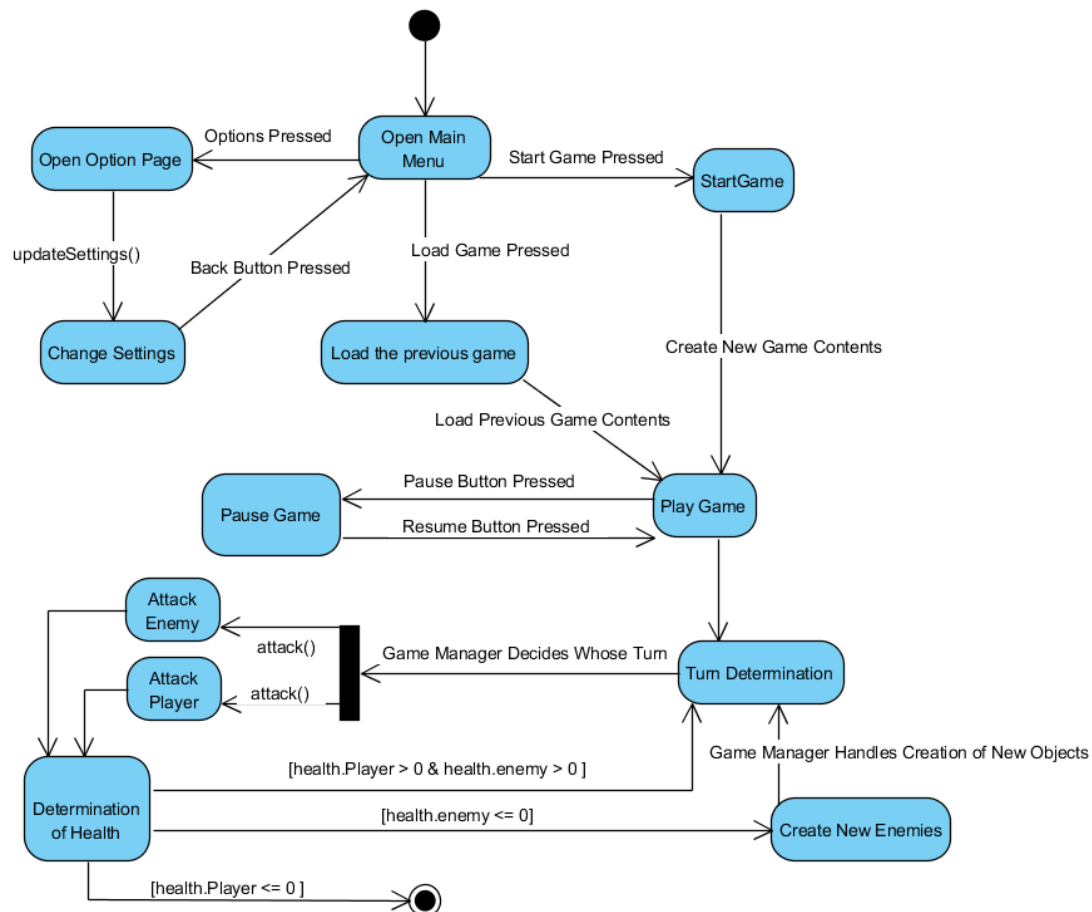 Open Main
Menu
Options Pressed
Open Option Page
Start Game Pressed
StartGame
updateSettings()
Back Button Pressed
Load Game Pressed
Change Settings
Load the previous game
Create New Game Contents
Load Previous Game Contents
Pause Button Pressed
Pause Game
Play Game
Resume Button Pressed
Attack
Enemy
attack()
Game Manager Decides Whose Turn
Turn Determination
Attack
Player
attack()
Game Manager Handles Creation of New Objects
[health.Player > 0 & health.enemy > 0 ]
Determination
of Health
[health.enemy <= 0]
Create New Enemies
[health.Player <= 0 ]